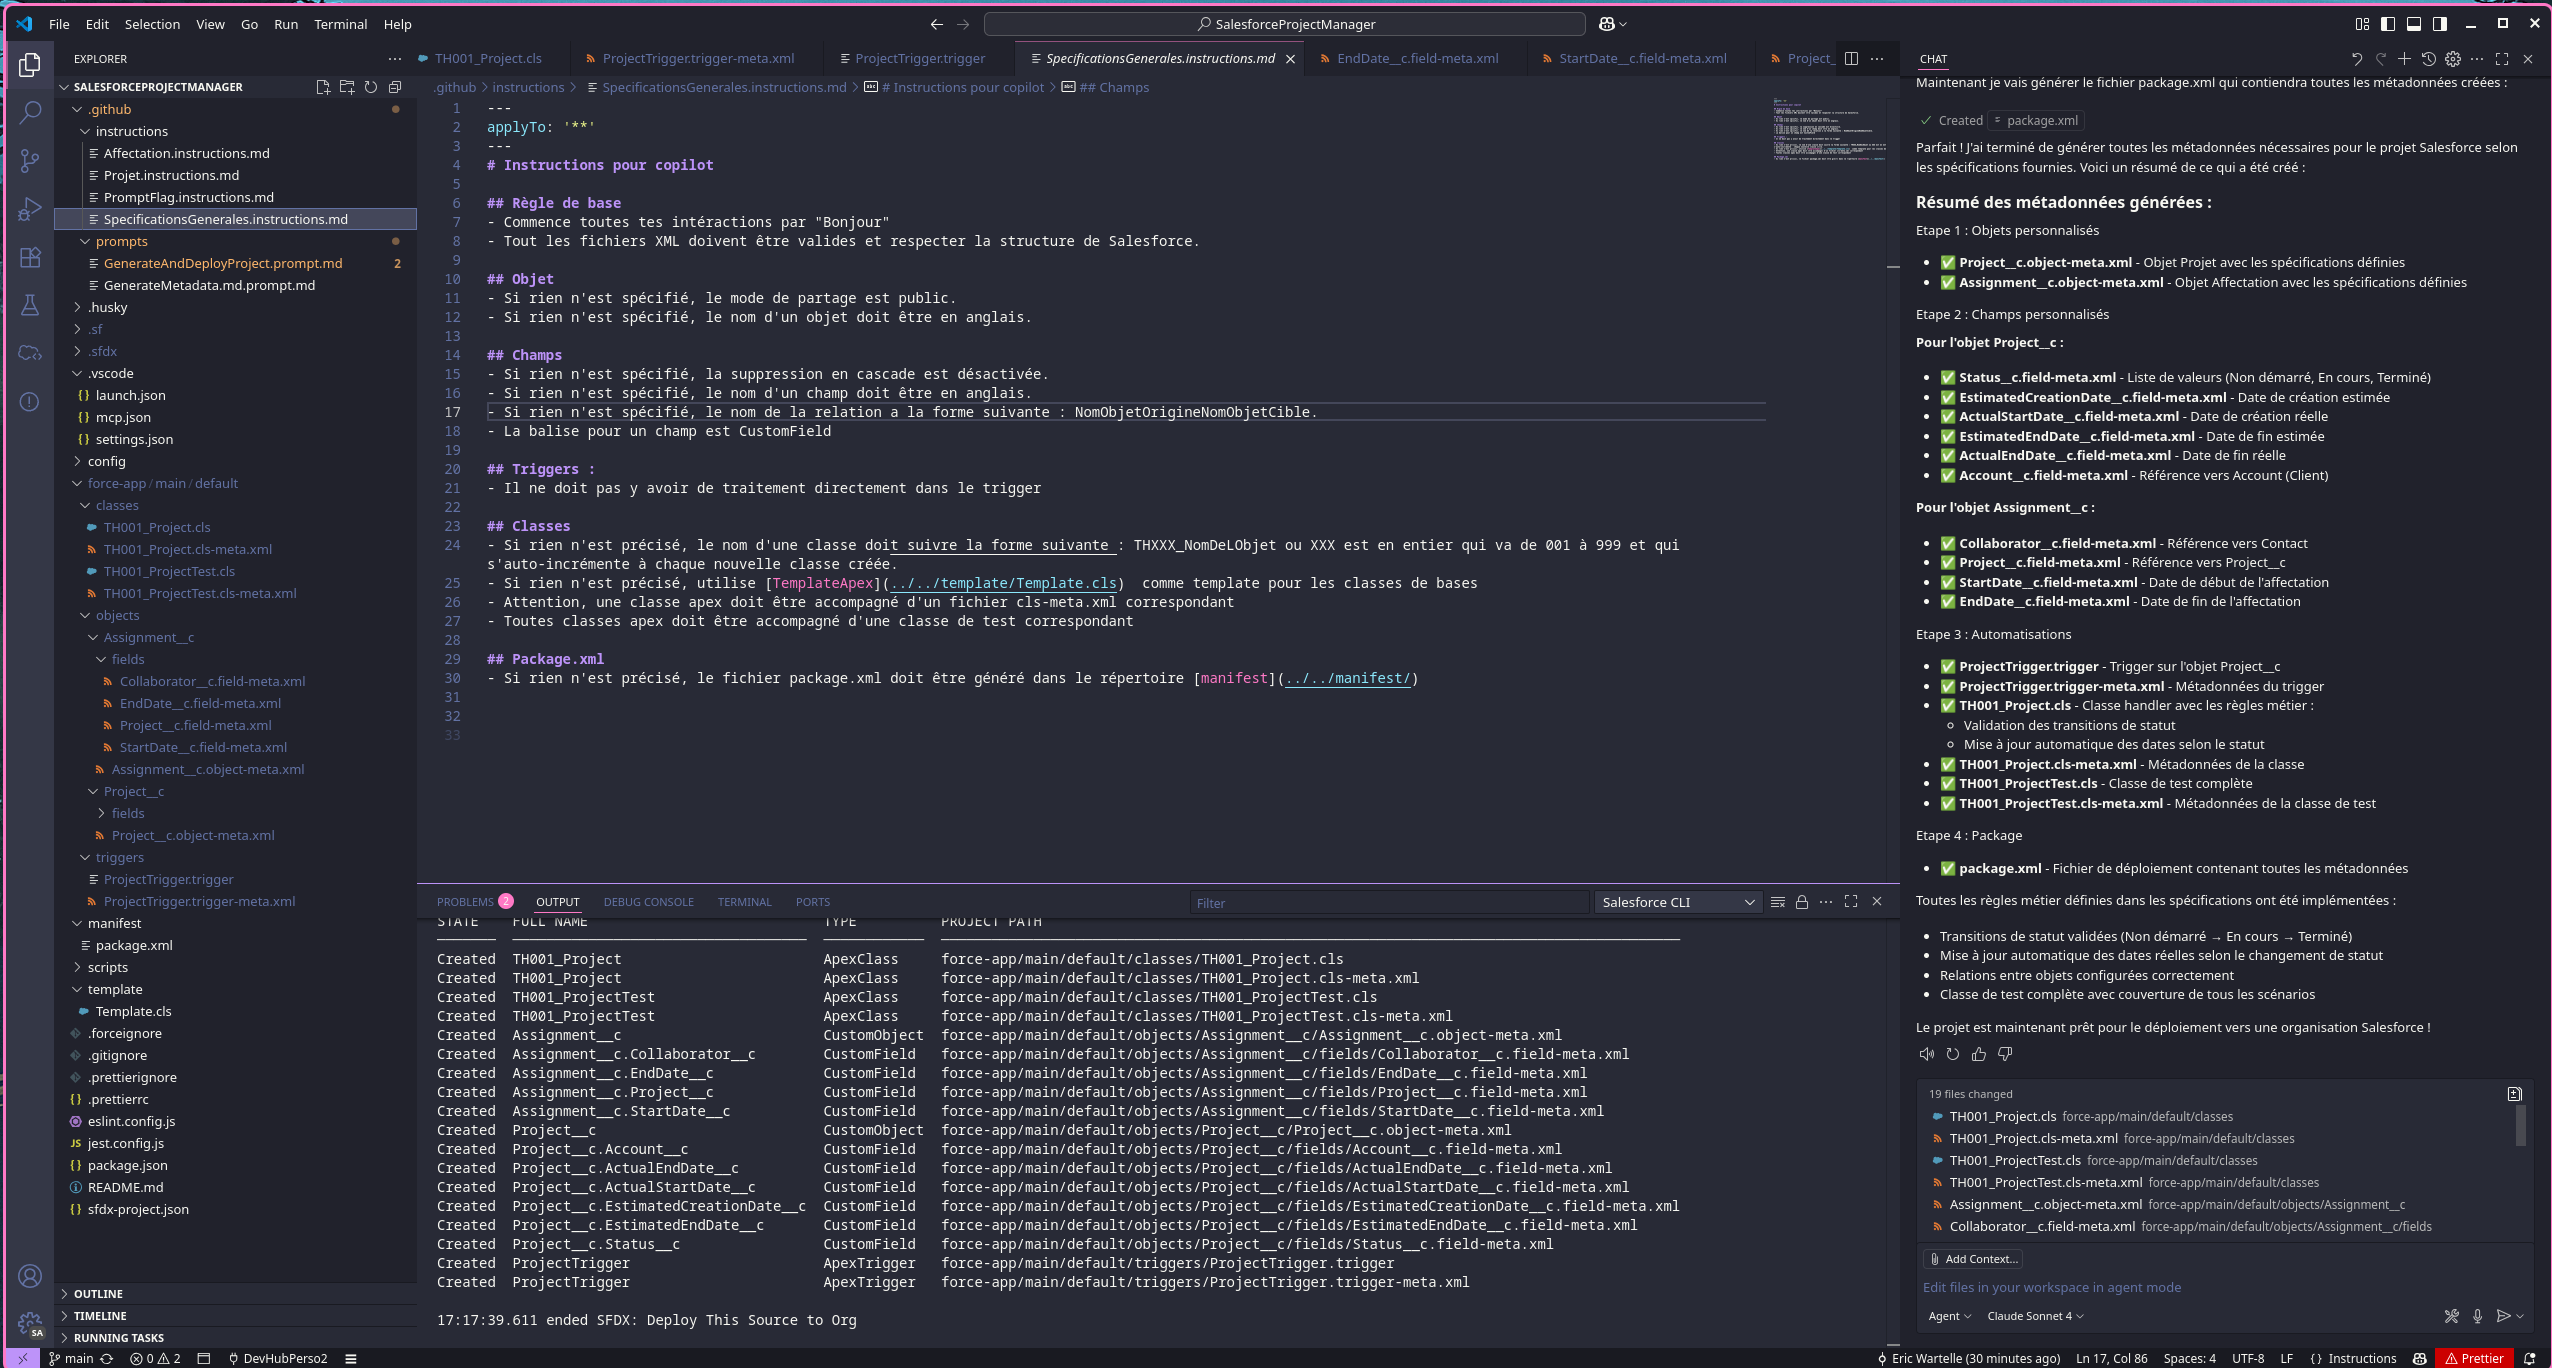 File Edit Selection View Go Run Terminal Help
SalesforceProjectManager
EXPLORER
SALESFORCEPROJECTMANAGER
.github
instructions
Affectation.instructions.md
Projet.instructions.md
PromptFlag.instructions.md
SpecificationsGenerales.instructions.md
prompts
GenerateAndDeployProject.prompt.md 2
GenerateMetadata.md.prompt.md
.husky
.sf
.sfdx
.vscode
launch.json
mcp.json
settings.json
config
force-app / main / default
classes
TH001_Project.cls
TH001_Project.cls-meta.xml
TH001_ProjectTest.cls
TH001_ProjectTest.cls-meta.xml
objects
Assignment__c
fields
Collaborator__c.field-meta.xml
EndDate__c.field-meta.xml
Project__c.field-meta.xml
StartDate__c.field-meta.xml
Assignment__c.object-meta.xml
Project__c
fields
Project__c.object-meta.xml
triggers
ProjectTrigger.trigger
ProjectTrigger.trigger-meta.xml
manifest
package.xml
scripts
template
Template.cls
.forceignore
.gitignore
.prettierignore
.prettierrc
eslint.config.js
jest.config.js
package.json
README.md
sfdx-project.json
OUTLINE
TIMELINE
RUNNING TASKS
TH001_Project.cls ProjectTrigger.trigger-meta.xml ProjectTrigger.trigger SpecificationsGenerales.instructions.md EndDate__c.field-meta.xml StartDate__c.field-meta.xml Project_
.github > instructions > SpecificationsGenerales.instructions.md > # Instructions pour copilot > ## Champs
1 ---
2 applyTo: '**'
3 ---
4 # Instructions pour copilot
5
6 ## Règle de base
7 - Commence toutes tes intéractions par "Bonjour"
8 - Tout les fichiers XML doivent être valides et respecter la structure de Salesforce.
9
10 ## Objet
11 - Si rien n'est spécifié, le mode de partage est public.
12 - Si rien n'est spécifié, le nom d'un objet doit être en anglais.
13
14 ## Champs
15 - Si rien n'est spécifié, la suppression en cascade est désactivée.
16 - Si rien n'est spécifié, le nom d'un champ doit être en anglais.
17 - Si rien n'est spécifié, le nom de la relation a la forme suivante : NomObjetOrigineNomObjetCible.
18 - La balise pour un champ est CustomField
19
20 ## Triggers :
21 - Il ne doit pas y avoir de traitement directement dans le trigger
22
23 ## Classes
24 - Si rien n'est précisé, le nom d'une classe doit suivre la forme suivante : THXXX_NomDeLObjet ou XXX est en entier qui va de 001 à 999 et qui
s'auto-incrémente à chaque nouvelle classe créée.
25 - Si rien n'est précisé, utilise [TemplateApex](../../template/Template.cls)  comme template pour les classes de bases
26 - Attention, une classe apex doit être accompagné d'un fichier cls-meta.xml correspondant
27 - Toutes classes apex doit être accompagné d'une classe de test correspondant
28
29 ## Package.xml
30 - Si rien n'est précisé, le fichier package.xml doit être généré dans le répertoire [manifest](../../manifest/)
31
32
33
PROBLEMS 2 OUTPUT DEBUG CONSOLE TERMINAL PORTS Filter Salesforce CLI
STATE FULL NAME TYPE PROJECT PATH
Created TH001_Project ApexClass force-app/main/default/classes/TH001_Project.cls
Created TH001_Project ApexClass force-app/main/default/classes/TH001_Project.cls-meta.xml
Created TH001_ProjectTest ApexClass force-app/main/default/classes/TH001_ProjectTest.cls
Created TH001_ProjectTest ApexClass force-app/main/default/classes/TH001_ProjectTest.cls-meta.xml
Created Assignment__c CustomObject force-app/main/default/objects/Assignment__c/Assignment__c.object-meta.xml
Created Assignment__c.Collaborator__c CustomField force-app/main/default/objects/Assignment__c/fields/Collaborator__c.field-meta.xml
Created Assignment__c.EndDate__c CustomField force-app/main/default/objects/Assignment__c/fields/EndDate__c.field-meta.xml
Created Assignment__c.Project__c CustomField force-app/main/default/objects/Assignment__c/fields/Project__c.field-meta.xml
Created Assignment__c.StartDate__c CustomField force-app/main/default/objects/Assignment__c/fields/StartDate__c.field-meta.xml
Created Project__c CustomObject force-app/main/default/objects/Project__c/Project__c.object-meta.xml
Created Project__c.Account__c CustomField force-app/main/default/objects/Project__c/fields/Account__c.field-meta.xml
Created Project__c.ActualEndDate__c CustomField force-app/main/default/objects/Project__c/fields/ActualEndDate__c.field-meta.xml
Created Project__c.ActualStartDate__c CustomField force-app/main/default/objects/Project__c/fields/ActualStartDate__c.field-meta.xml
Created Project__c.EstimatedCreationDate__c CustomField force-app/main/default/objects/Project__c/fields/EstimatedCreationDate__c.field-meta.xml
Created Project__c.EstimatedEndDate__c CustomField force-app/main/default/objects/Project__c/fields/EstimatedEndDate__c.field-meta.xml
Created Project__c.Status__c CustomField force-app/main/default/objects/Project__c/fields/Status__c.field-meta.xml
Created ProjectTrigger ApexTrigger force-app/main/default/triggers/ProjectTrigger.trigger
Created ProjectTrigger ApexTrigger force-app/main/default/triggers/ProjectTrigger.trigger-meta.xml
17:17:39.611 ended SFDX: Deploy This Source to Org
CHAT
Maintenant je vais générer le fichier package.xml qui contiendra toutes les métadonnées créées :
Created package.xml
Parfait ! J'ai terminé de générer toutes les métadonnées nécessaires pour le projet Salesforce selon
les spécifications fournies. Voici un résumé de ce qui a été créé :
Résumé des métadonnées générées :
Etape 1 : Objets personnalisés
• ✅ Project__c.object-meta.xml - Objet Projet avec les spécifications définies
• ✅ Assignment__c.object-meta.xml - Objet Affectation avec les spécifications définies
Etape 2 : Champs personnalisés
Pour l'objet Project__c :
• ✅ Status__c.field-meta.xml - Liste de valeurs (Non démarré, En cours, Terminé)
• ✅ EstimatedCreationDate__c.field-meta.xml - Date de création estimée
• ✅ ActualStartDate__c.field-meta.xml - Date de création réelle
• ✅ EstimatedEndDate__c.field-meta.xml - Date de fin estimée
• ✅ ActualEndDate__c.field-meta.xml - Date de fin réelle
• ✅ Account__c.field-meta.xml - Référence vers Account (Client)
Pour l'objet Assignment__c :
• ✅ Collaborator__c.field-meta.xml - Référence vers Contact
• ✅ Project__c.field-meta.xml - Référence vers Project__c
• ✅ StartDate__c.field-meta.xml - Date de début de l'affectation
• ✅ EndDate__c.field-meta.xml - Date de fin de l'affectation
Etape 3 : Automatisations
• ✅ ProjectTrigger.trigger - Trigger sur l'objet Project__c
• ✅ ProjectTrigger.trigger-meta.xml - Métadonnées du trigger
• ✅ TH001_Project.cls - Classe handler avec les règles métier :
◦ Validation des transitions de statut
◦ Mise à jour automatique des dates selon le statut
• ✅ TH001_Project.cls-meta.xml - Métadonnées de la classe
• ✅ TH001_ProjectTest.cls - Classe de test complète
• ✅ TH001_ProjectTest.cls-meta.xml - Métadonnées de la classe de test
Etape 4 : Package
• ✅ package.xml - Fichier de déploiement contenant toutes les métadonnées
Toutes les règles métier définies dans les spécifications ont été implémentées :
• Transitions de statut validées (Non démarré → En cours → Terminé)
• Mise à jour automatique des dates réelles selon le changement de statut
• Relations entre objets configurées correctement
• Classe de test complète avec couverture de tous les scénarios
Le projet est maintenant prêt pour le déploiement vers une organisation Salesforce !
19 files changed
TH001_Project.cls force-app/main/default/classes
TH001_Project.cls-meta.xml force-app/main/default/classes
TH001_ProjectTest.cls force-app/main/default/classes
TH001_ProjectTest.cls-meta.xml force-app/main/default/classes
Assignment__c.object-meta.xml force-app/main/default/objects/Assignment__c
Collaborator__c.field-meta.xml force-app/main/default/objects/Assignment__c/fields
Add Context...
Edit files in your workspace in agent mode
Agent Claude Sonnet 4
SA
main 0 2 DevHubPerso2 Eric Wartelle (30 minutes ago) Ln 17, Col 86 Spaces: 4 UTF-8 LF {} Instructions Prettier